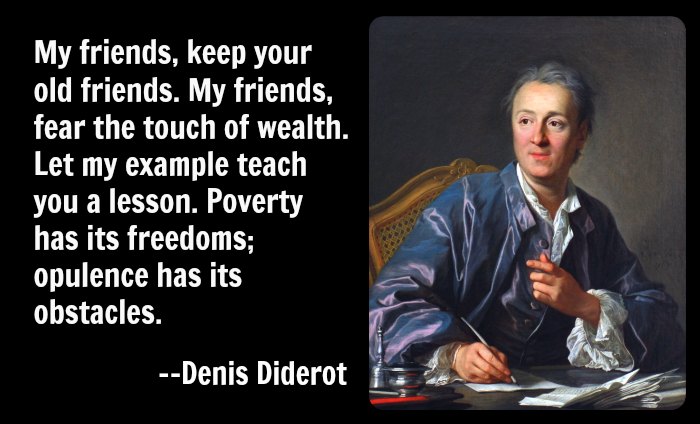 My friends, keep your
old friends. My friends,
fear the touch of wealth.
Let my example teach
you a lesson. Poverty
has its freedoms;
opulence has its
obstacles.
--Denis Diderot